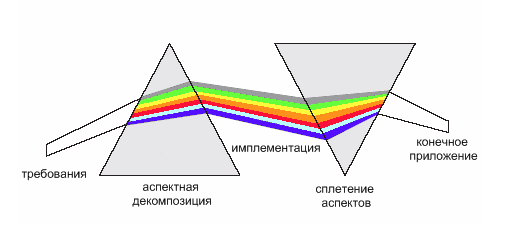 требования
аспектная
декомпозиция
имплементация
сплетение
аспектов
конечное
приложение